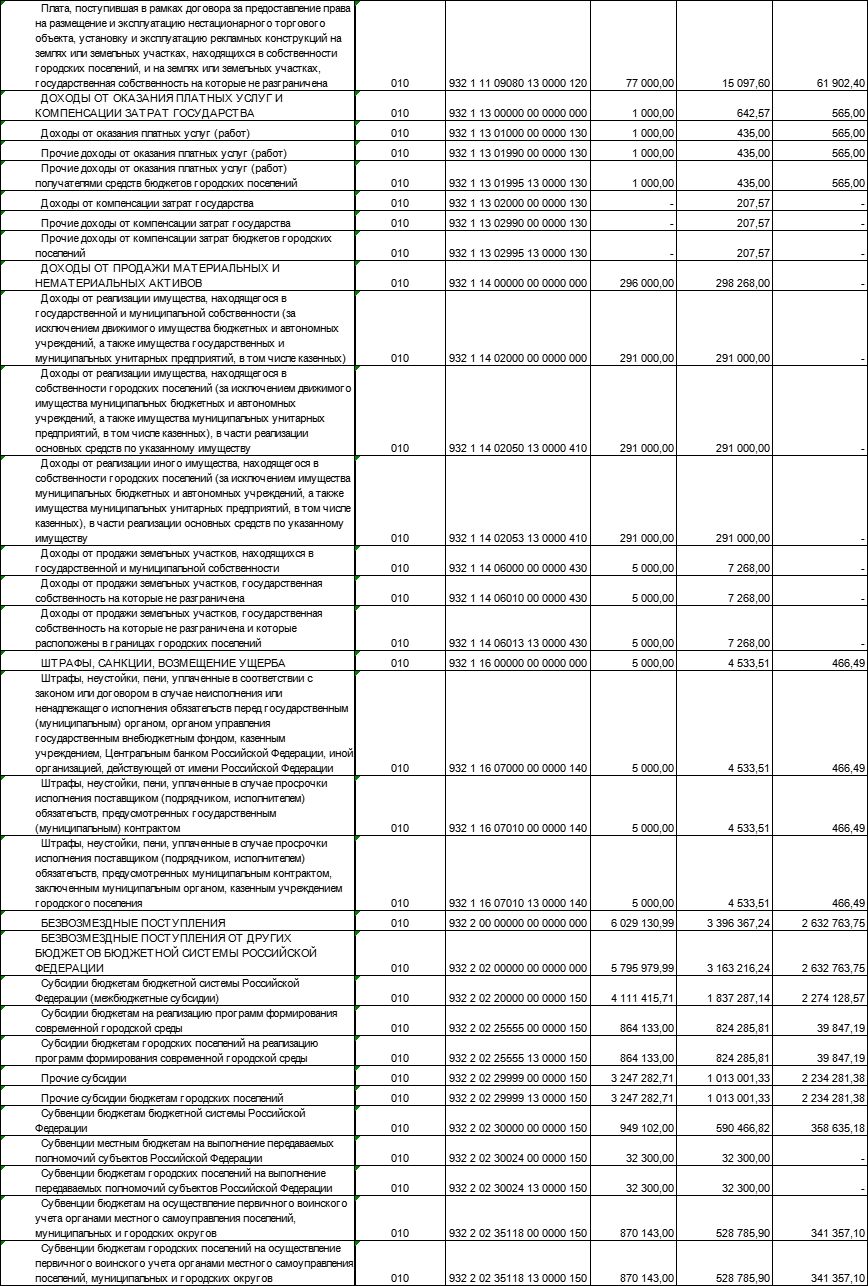 Плата, поступившая в рамках договора за предоставление права
на размещение и эксплуатацию нестационарного торгового
объекта, установку и эксплуатацию рекламных конструкций на
землях или земельных участках, находящихся в собственности
городских поселений, и на землях или земельных участках,
государственная собственность на которые не разграничена 010 932 1 11 09080 13 0000 120 77 000,00 15 097,60 61 902,40
ДОХОДЫ ОТ ОКАЗАНИЯ ПЛАТНЫХ УСЛУГ И
КОМПЕНСАЦИИ ЗАТРАТ ГОСУДАРСТВА 010 932 1 13 00000 00 0000 000 1 000,00 642,57 565,00
Доходы от оказания платных услуг (работ) 010 932 1 13 01000 00 0000 130 1 000,00 435,00 565,00
Прочие доходы от оказания платных услуг (работ) 010 932 1 13 01990 00 0000 130 1 000,00 435,00 565,00
Прочие доходы от оказания платных услуг (работ)
получателями средств бюджетов городских поселений 010 932 1 13 01995 13 0000 130 1 000,00 435,00 565,00
Доходы от компенсации затрат государства 010 932 1 13 02000 00 0000 130 - 207,57 -
Прочие доходы от компенсации затрат государства 010 932 1 13 02990 00 0000 130 - 207,57 -
Прочие доходы от компенсации затрат бюджетов городских
поселений 010 932 1 13 02995 13 0000 130 - 207,57 -
ДОХОДЫ ОТ ПРОДАЖИ МАТЕРИАЛЬНЫХ И
НЕМАТЕРИАЛЬНЫХ АКТИВОВ 010 932 1 14 00000 00 0000 000 296 000,00 298 268,00 -
Доходы от реализации имущества, находящегося в
государственной и муниципальной собственности (за
исключением движимого имущества бюджетных и автономных
учреждений, а также имущества государственных и
муниципальных унитарных предприятий, в том числе казенных) 010 932 1 14 02000 00 0000 000 291 000,00 291 000,00 -
Доходы от реализации имущества, находящегося в
собственности городских поселений (за исключением движимого
имущества муниципальных бюджетных и автономных
учреждений, а также имущества муниципальных унитарных
предприятий, в том числе казенных), в части реализации
основных средств по указанному имуществу 010 932 1 14 02050 13 0000 410 291 000,00 291 000,00 -
Доходы от реализации иного имущества, находящегося в
собственности городских поселений (за исключением имущества
муниципальных бюджетных и автономных учреждений, а также
имущества муниципальных унитарных предприятий, в том числе
казенных), в части реализации основных средств по указанному
имуществу 010 932 1 14 02053 13 0000 410 291 000,00 291 000,00 -
Доходы от продажи земельных участков, находящихся в
государственной и муниципальной собственности 010 932 1 14 06000 00 0000 430 5 000,00 7 268,00 -
Доходы от продажи земельных участков, государственная
собственность на которые не разграничена 010 932 1 14 06010 00 0000 430 5 000,00 7 268,00 -
Доходы от продажи земельных участков, государственная
собственность на которые не разграничена и которые
расположены в границах городских поселений 010 932 1 14 06013 13 0000 430 5 000,00 7 268,00 -
ШТРАФЫ, САНКЦИИ, ВОЗМЕЩЕНИЕ УЩЕРБА 010 932 1 16 00000 00 0000 000 5 000,00 4 533,51 466,49
Штрафы, неустойки, пени, уплаченные в соответствии с
законом или договором в случае неисполнения или
ненадлежащего исполнения обязательств перед государственным
(муниципальным) органом, органом управления
государственным внебюджетным фондом, казенным
учреждением, Центральным банком Российской Федерации, иной
организацией, действующей от имени Российской Федерации 010 932 1 16 07000 00 0000 140 5 000,00 4 533,51 466,49
Штрафы, неустойки, пени, уплаченные в случае просрочки
исполнения поставщиком (подрядчиком, исполнителем)
обязательств, предусмотренных государственным
(муниципальным) контрактом 010 932 1 16 07010 00 0000 140 5 000,00 4 533,51 466,49
Штрафы, неустойки, пени, уплаченные в случае просрочки
исполнения поставщиком (подрядчиком, исполнителем)
обязательств, предусмотренных муниципальным контрактом,
заключенным муниципальным органом, казенным учреждением
городского поселения 010 932 1 16 07010 13 0000 140 5 000,00 4 533,51 466,49
БЕЗВОЗМЕЗДНЫЕ ПОСТУПЛЕНИЯ 010 932 2 00 00000 00 0000 000 6 029 130,99 3 396 367,24 2 632 763,75
БЕЗВОЗМЕЗДНЫЕ ПОСТУПЛЕНИЯ ОТ ДРУГИХ
БЮДЖЕТОВ БЮДЖЕТНОЙ СИСТЕМЫ РОССИЙСКОЙ
ФЕДЕРАЦИИ 010 932 2 02 00000 00 0000 000 5 795 979,99 3 163 216,24 2 632 763,75
Субсидии бюджетам бюджетной системы Российской
Федерации (межбюджетные субсидии) 010 932 2 02 20000 00 0000 150 4 111 415,71 1 837 287,14 2 274 128,57
Субсидии бюджетам на реализацию программ формирования
современной городской среды 010 932 2 02 25555 00 0000 150 864 133,00 824 285,81 39 847,19
Субсидии бюджетам городских поселений на реализацию
программ формирования современной городской среды 010 932 2 02 25555 13 0000 150 864 133,00 824 285,81 39 847,19
Прочие субсидии 010 932 2 02 29999 00 0000 150 3 247 282,71 1 013 001,33 2 234 281,38
Прочие субсидии бюджетам городских поселений 010 932 2 02 29999 13 0000 150 3 247 282,71 1 013 001,33 2 234 281,38
Субвенции бюджетам бюджетной системы Российской
Федерации 010 932 2 02 30000 00 0000 150 949 102,00 590 466,82 358 635,18
Субвенции местным бюджетам на выполнение передаваемых
полномочий субъектов Российской Федерации 010 932 2 02 30024 00 0000 150 32 300,00 32 300,00 -
Субвенции бюджетам городских поселений на выполнение
передаваемых полномочий субъектов Российской Федерации 010 932 2 02 30024 13 0000 150 32 300,00 32 300,00 -
Субвенции бюджетам на осуществление первичного воинского
учета органами местного самоуправления поселений,
муниципальных и городских округов 010 932 2 02 35118 00 0000 150 870 143,00 528 785,90 341 357,10
Субвенции бюджетам городских поселений на осуществление
первичного воинского учета органами местного самоуправления
поселений, муниципальных и городских округов 010 932 2 02 35118 13 0000 150 870 143,00 528 785,90 341 357,10